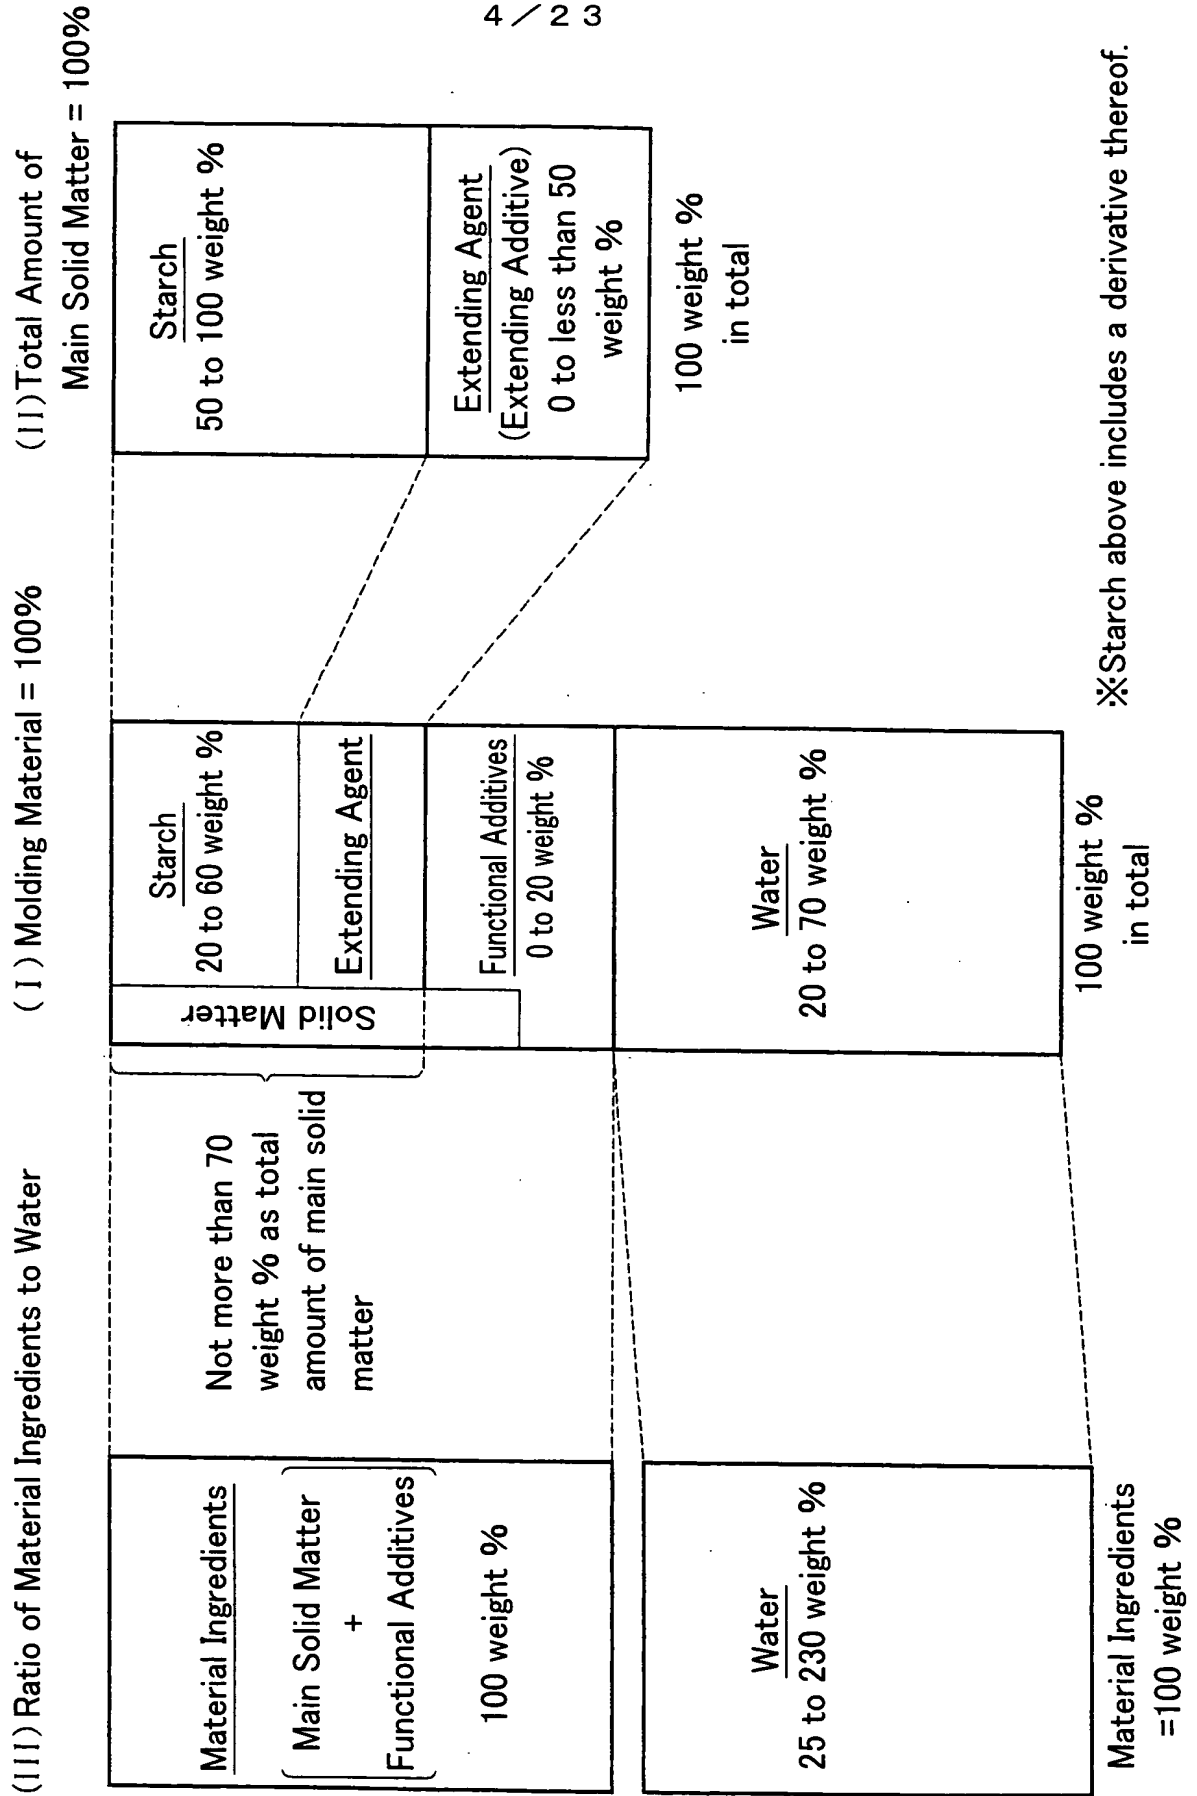 4/23
(III) Ratio of Material Ingredients to Water
Material Ingredients
Main Solid Matter
+
Functional Additives
100 weight %
Water
25 to 230 weight %
Material Ingredients
=100 weight %
Not more than 70
weight % as total
amount of main solid
matter
(I) Molding Material = 100%
Solid Matter
Starch
20 to 60 weight %
Extending Agent
Functional Additives
0 to 20 weight %
Water
20 to 70 weight %
100 weight %
in total
(II) Total Amount of
Main Solid Matter = 100%
Starch
50 to 100 weight %
Extending Agent
(Extending Additive)
0 to less than 50
weight %
100 weight %
in total
※Starch above includes a derivative thereof.